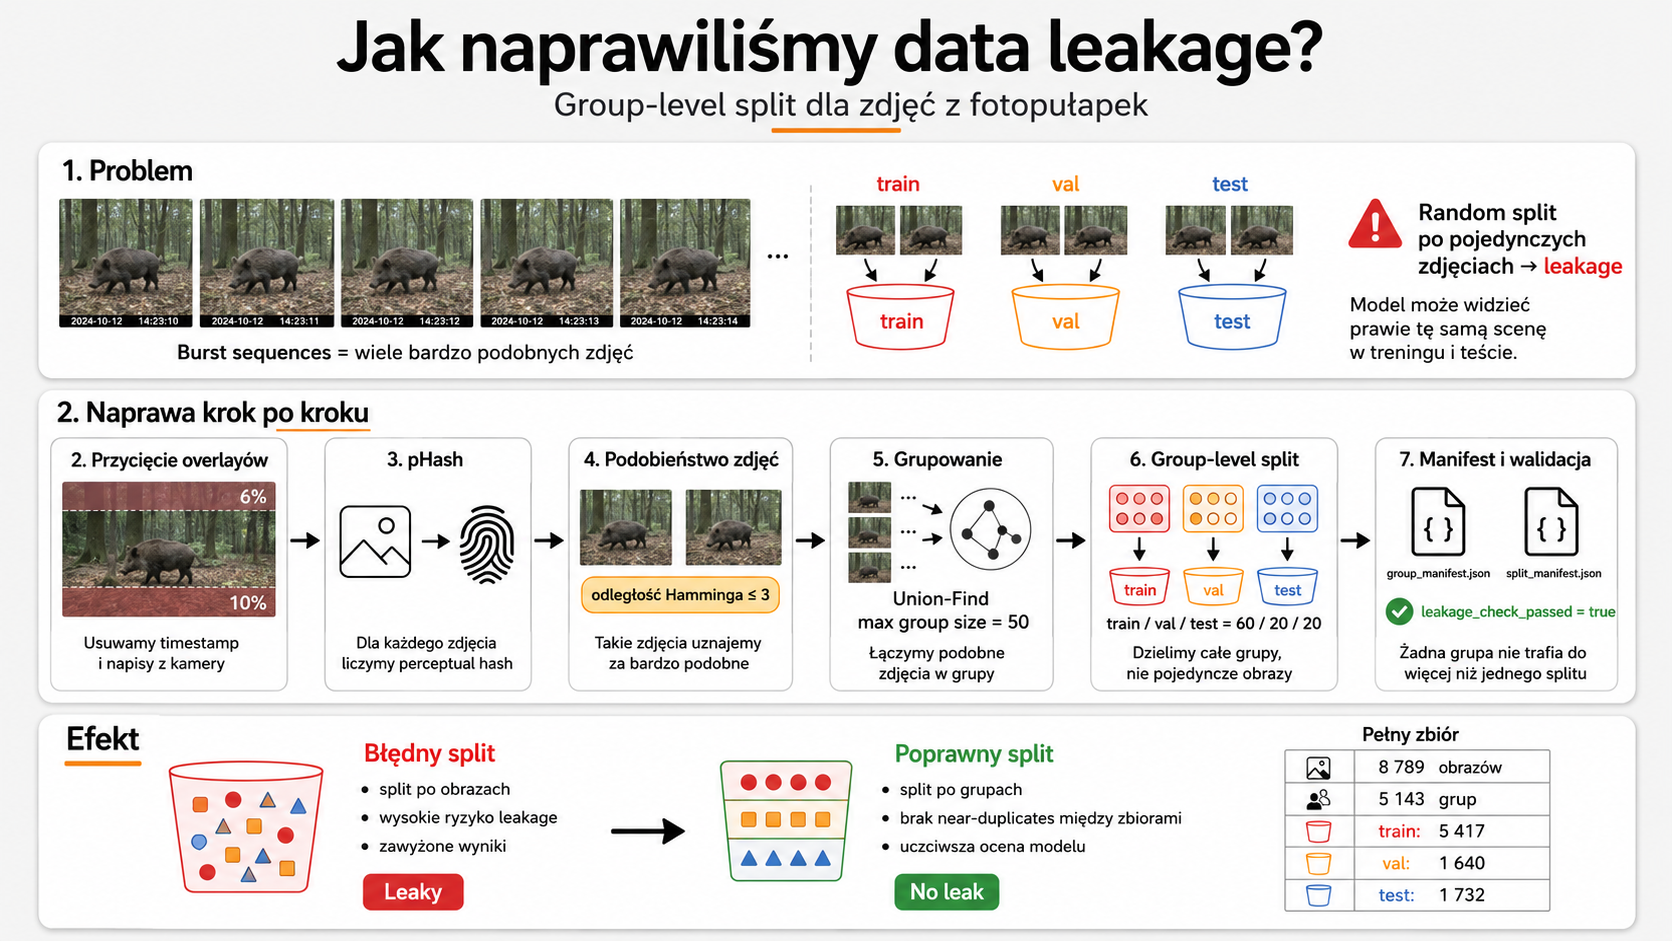 Jak naprawiliśmy data leakage?
Group-level split dla zdjęć z fotopułapek
1. Problem
2024-10-12 14:23:10
2024-10-12 14:23:11
2024-10-12 14:23:12
2024-10-12 14:23:13
2024-10-12 14:23:14
...
Burst sequences = wiele bardzo podobnych zdjęć
train
val
test
train
val
test
Random split
po pojedynczych
zdjęciach → leakage
Model może widzieć
prawie tę samą scenę
w treningu i teście.
2. Naprawa krok po kroku
2. Przycięcie overlayów
6%
10%
Usuwamy timestamp
i napisy z kamery
3. pHash
Dla każdego zdjęcia
liczymy perceptual hash
4. Podobieństwo zdjęć
odległość Hamminga ≤ 3
Takie zdjęcia uznajemy
za bardzo podobne
5. Grupowanie
...
...
...
Union-Find
max group size = 50
Łączymy podobne
zdjęcia w grupy
6. Group-level split
train
val
test
train / val / test = 60 / 20 / 20
Dzielimy całe grupy,
nie pojedyncze obrazy
7. Manifest i walidacja
{ }
{ }
group_manifest.json
split_manifest.json
leakage_check_passed = true
Żadna grupa nie trafia do
więcej niż jednego splitu
Efekt
Błędny split
• split po obrazach
• wysokie ryzyko leakage
• zawyżone wyniki
Leaky
Poprawny split
• split po grupach
• brak near-duplicates między zbiorami
• uczciwsza ocena modelu
No leak
Pełny zbiór
8 789 obrazów
5 143 grup
train: 5 417
val: 1 640
test: 1 732